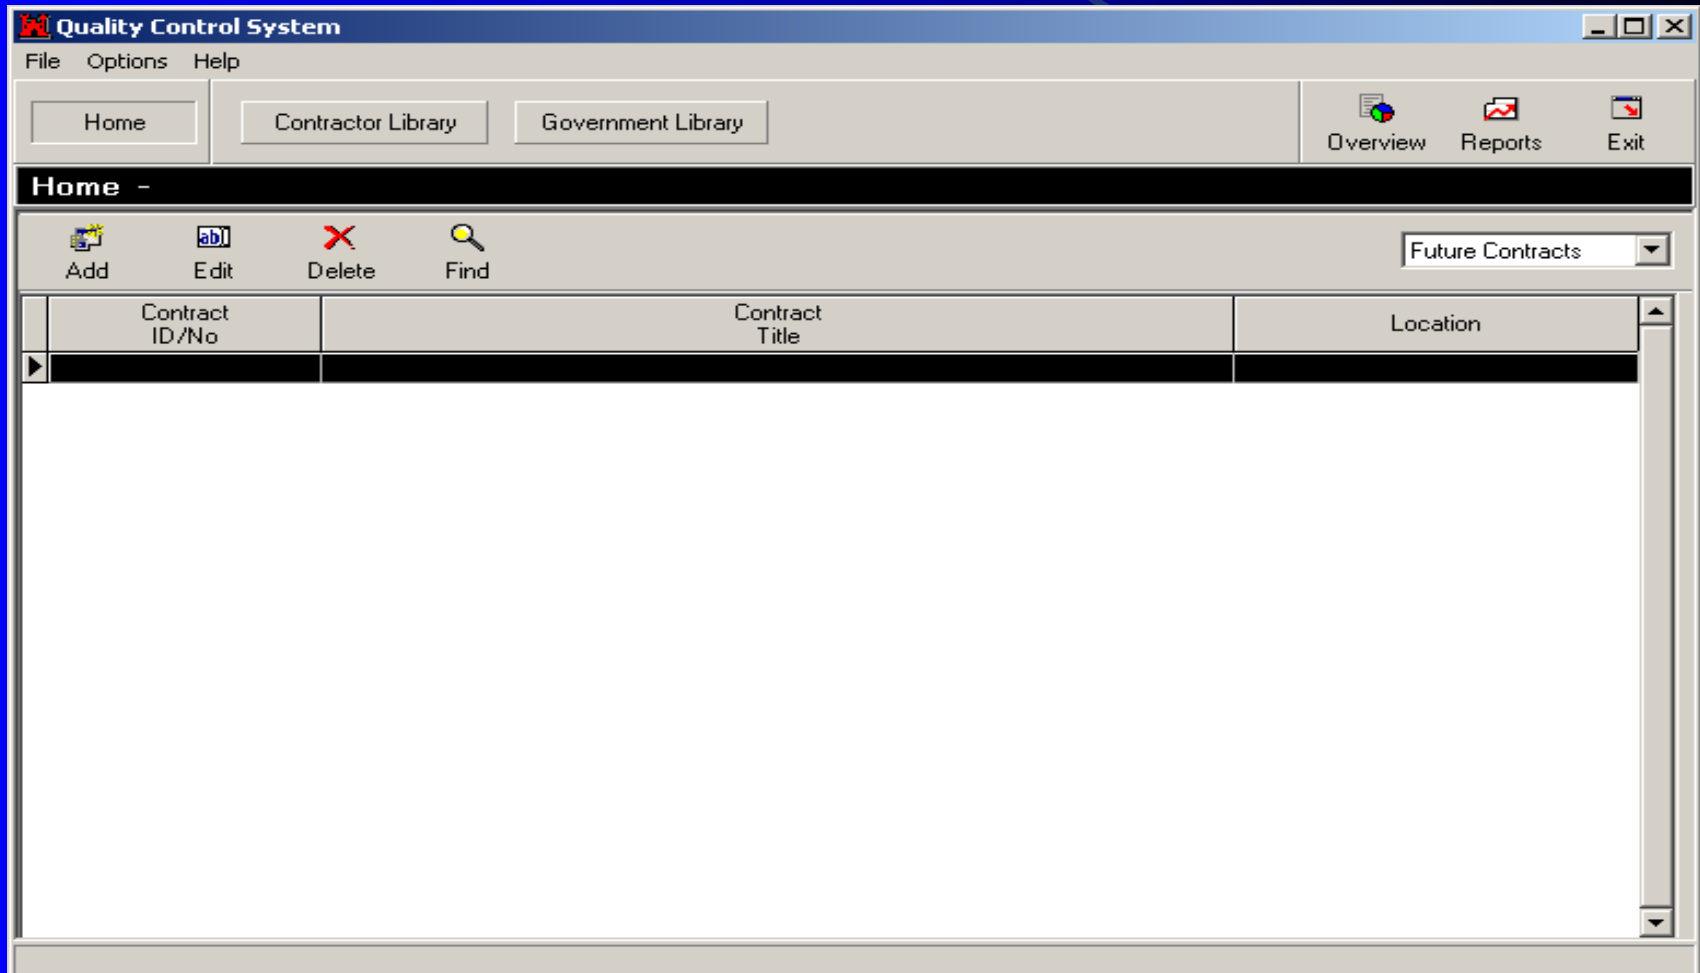 Quality Control System
File Options Help
Home Contractor Library Government Library Overview Reports Exit
Home -
Add Edit Delete Find Future Contracts
Contract ID/No Contract Title Location